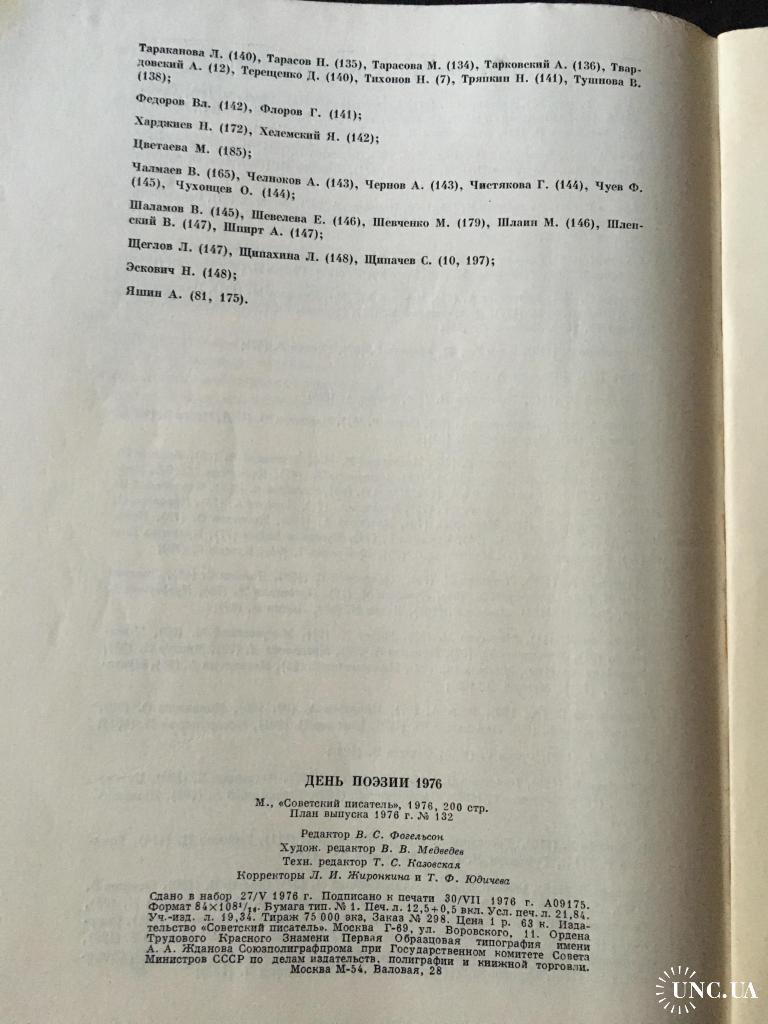 Тараканова Л. (140), Тарасов Н. (135), Тарасова М. (134), Тарковский А. (136), Твар-
довский А. (12), Терещенко Д. (140), Тихонов Н. (7), Тряпкин Н. (141), Тушнова В.
(138);
Федоров Вл. (142), Флоров Г. (141);
Харджиев Н. (172), Хелемский Я. (142);
Цветаева М. (185);
Чалмаев В. (165), Челноков А. (143), Чернов А. (143), Чистякова Г. (144), Чуев Ф.
(145), Чухонцев О. (144);
Шаламов В. (145), Шевелева Е. (146), Шевченко М. (179), Шлаин М. (146), Шлен-
ский В. (147), Шпирт А. (147);
Щеглов Л. (147), Щипахина Л. (148), Щипачев С. (10, 197);
Эскович Н. (148);
Яшин А. (81, 175).
ДЕНЬ ПОЭЗИИ 1976
М., «Советский писатель», 1976, 200 стр.
План выпуска 1976 г. № 132
Редактор В. С. Фогельсон
Худож. редактор В. В. Медведев
Техн. редактор Т. С. Казовская
Корректоры Л. И. Жиронкина и Т. Ф. Юдичева
Сдано в набор 27/V 1976 г. Подписано к печати 30/VII 1976 г. А09175.
Формат 84×108¹/₁₆. Бумага тип. № 1. Печ. л. 12,5+0,5 вкл. Усл. печ. л. 21,84.
Уч.-изд. л. 19,34. Тираж 75 000 экз. Заказ № 298. Цена 1 р. 63 к. Изда-
тельство «Советский писатель». Москва Г-69, ул. Воровского, 11. Ордена
Трудового Красного Знамени Первая Образцовая типография имени
А. А. Жданова Союзполиграфпрома при Государственном комитете Совета
Министров СССР по делам издательств, полиграфии и книжной торговли.
Москва М-54, Валовая, 28
UNC.UA